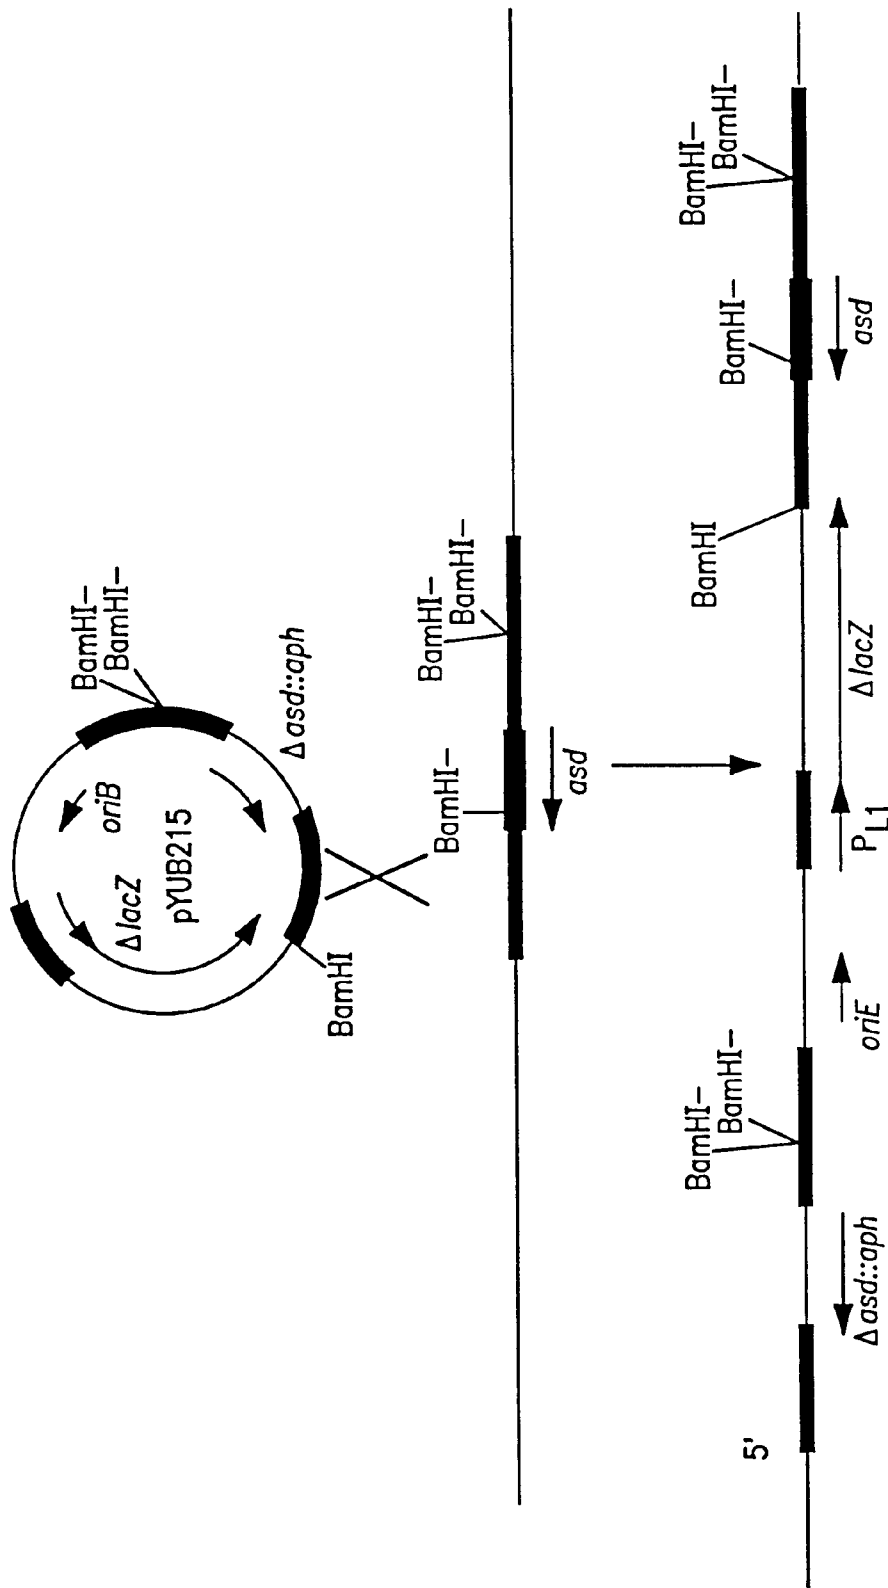 BamHI–
BamHI–
oriB
ΔlacZ
pYUB215
Δasd::aph
BamHI
BamHI–
BamHI–
BamHI–
asd
BamHI–
BamHI–
BamHI
BamHI–
BamHI–
BamHI–
5'
Δasd::aph
oriE
PL1
ΔlacZ
asd